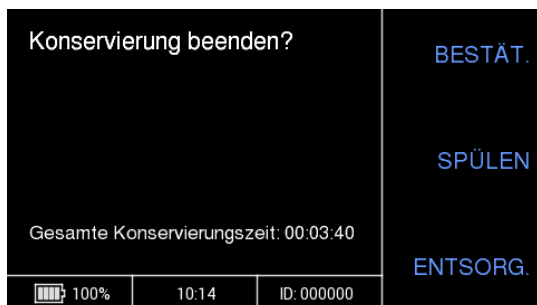 Konservierung beenden?
BESTÄT.
SPÜLEN
Gesamte Konservierungszeit: 00:03:40
ENTSORG.
100%
10:14
ID: 000000